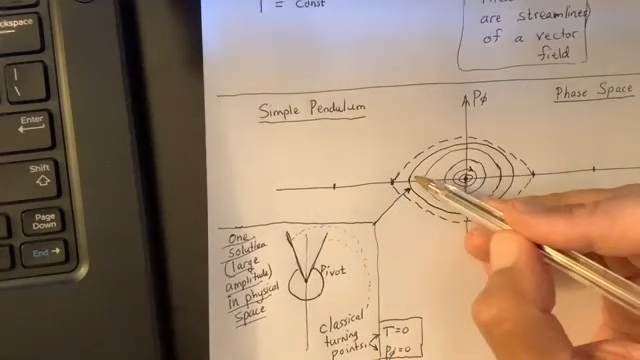 Backspace
|
\
Enter
Shift
Page
Down
End
= Const
are streamlines
of a vector
field
Simple Pendulum
Pϕ
Phase Space
One
solution
(large
amplitude)
in physical
space
Pivot
classical
turning
points.
T=0
Pϕ=0